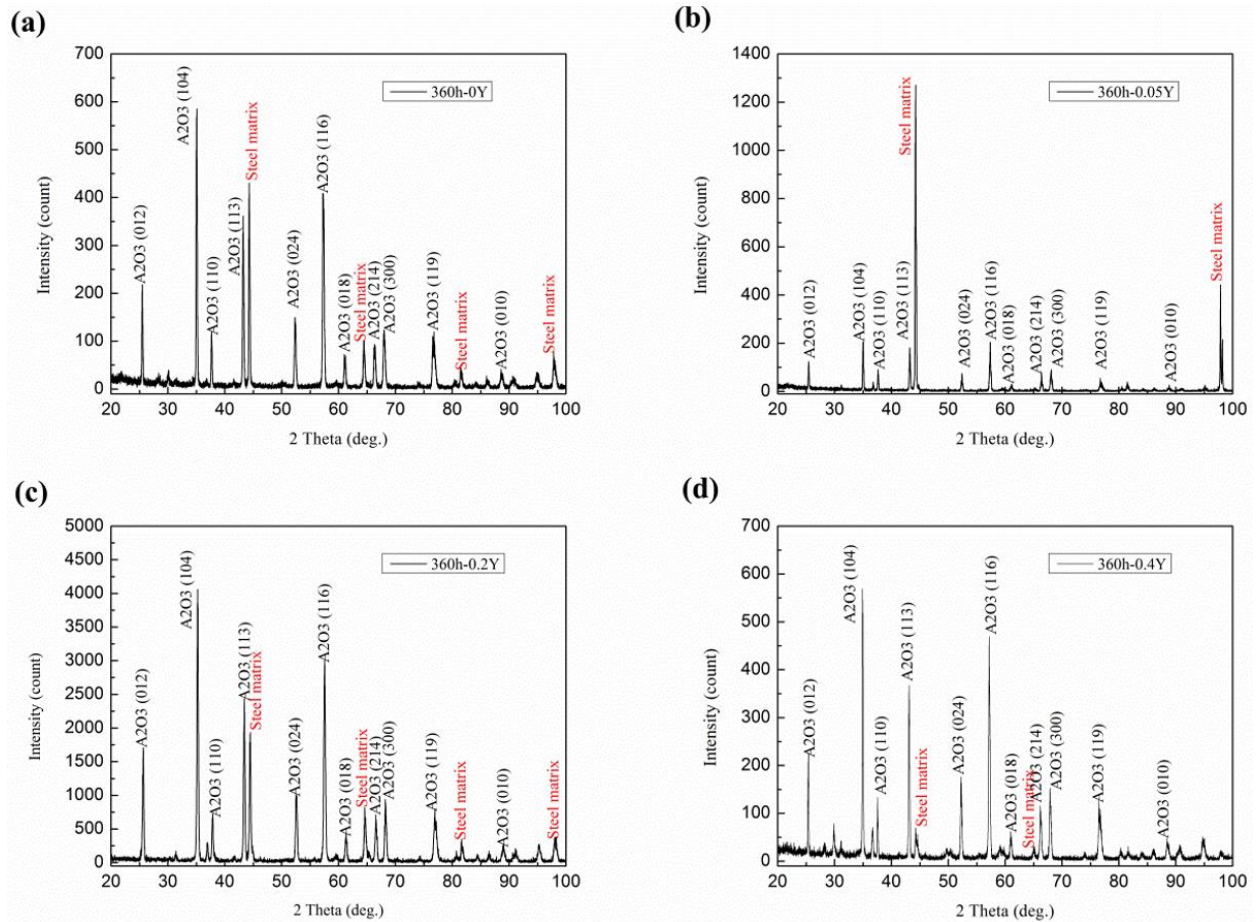 (a)
700
600
500
400
300
200
100
0
Intensity (count)
20 30 40 50 60 70 80 90 100
2 Theta (deg.)
360h-0Y
A2O3 (012)
A2O3 (104)
A2O3 (110)
A2O3 (113)
Steel matrix
A2O3 (024)
A2O3 (116)
A2O3 (018)
Steel matrix
A2O3 (214)
A2O3 (300)
A2O3 (119)
Steel matrix
A2O3 (010)
Steel matrix
(b)
1400
1200
1000
800
600
400
200
0
Intensity (count)
20 30 40 50 60 70 80 90 100
2 Theta (deg.)
360h-0.05Y
A2O3 (012)
A2O3 (104)
A2O3 (110)
A2O3 (113)
Steel matrix
A2O3 (024)
A2O3 (116)
A2O3 (018)
A2O3 (214)
A2O3 (300)
A2O3 (119)
A2O3 (010)
Steel matrix
(c)
5000
4500
4000
3500
3000
2500
2000
1500
1000
500
0
Intensity (count)
20 30 40 50 60 70 80 90 100
2 Theta (deg.)
360h-0.2Y
A2O3 (012)
A2O3 (104)
A2O3 (110)
A2O3 (113)
Steel matrix
A2O3 (024)
A2O3 (116)
A2O3 (018)
Steel matrix
A2O3 (214)
A2O3 (300)
A2O3 (119)
Steel matrix
A2O3 (010)
Steel matrix
(d)
700
600
500
400
300
200
100
0
Intensity (count)
20 30 40 50 60 70 80 90 100
2 Theta (deg.)
360h-0.4Y
A2O3 (012)
A2O3 (104)
A2O3 (110)
A2O3 (113)
Steel matrix
A2O3 (024)
A2O3 (116)
A2O3 (018)
Steel matrix
A2O3 (214)
A2O3 (300)
A2O3 (119)
A2O3 (010)